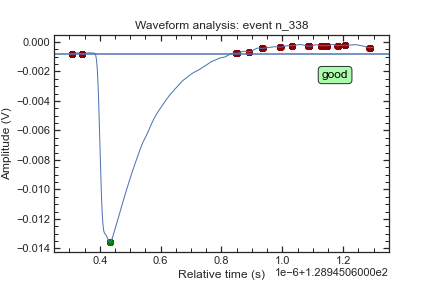 Waveform analysis: event n_338
0.000
−0.002
good
−0.004
−0.006
−0.008
−0.010
−0.012
−0.014
Amplitude (V)
0.4 0.6 0.8 1.0 1.2
Relative time (s) 1e−6+1.2894506000e2